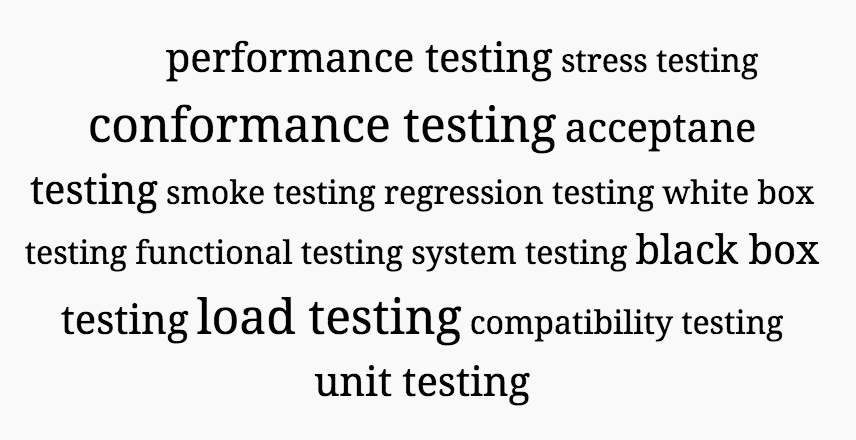 performance testing stress testing
conformance testing acceptane
testing smoke testing regression testing white box
testing functional testing system testing black box
testing load testing compatibility testing
unit testing